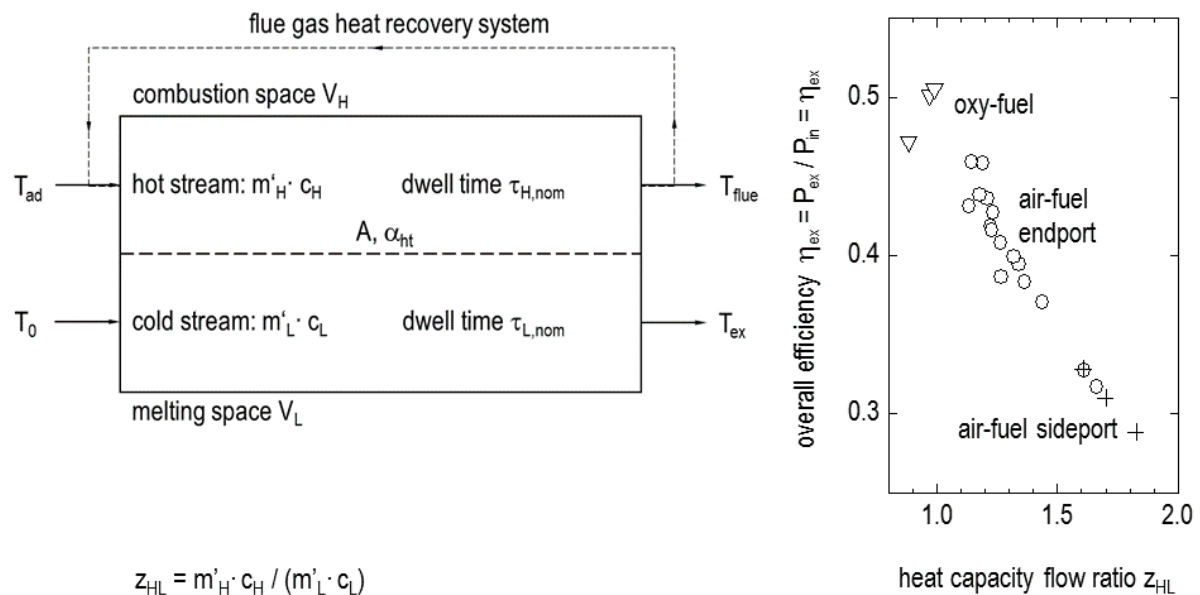 flue gas heat recovery system
combustion space V_H
T_ad
hot stream: m‘_H · c_H
dwell time τ_H,nom
T_flue
A, α_ht
T_0
cold stream: m‘_L · c_L
dwell time τ_L,nom
T_ex
melting space V_L
z_HL = m’_H · c_H / (m’_L · c_L)
overall efficiency η_ex = P_ex / P_in = η_ex
0.5
0.4
0.3
oxy-fuel
air-fuel
endport
air-fuel sideport
1.0
1.5
2.0
heat capacity flow ratio z_HL